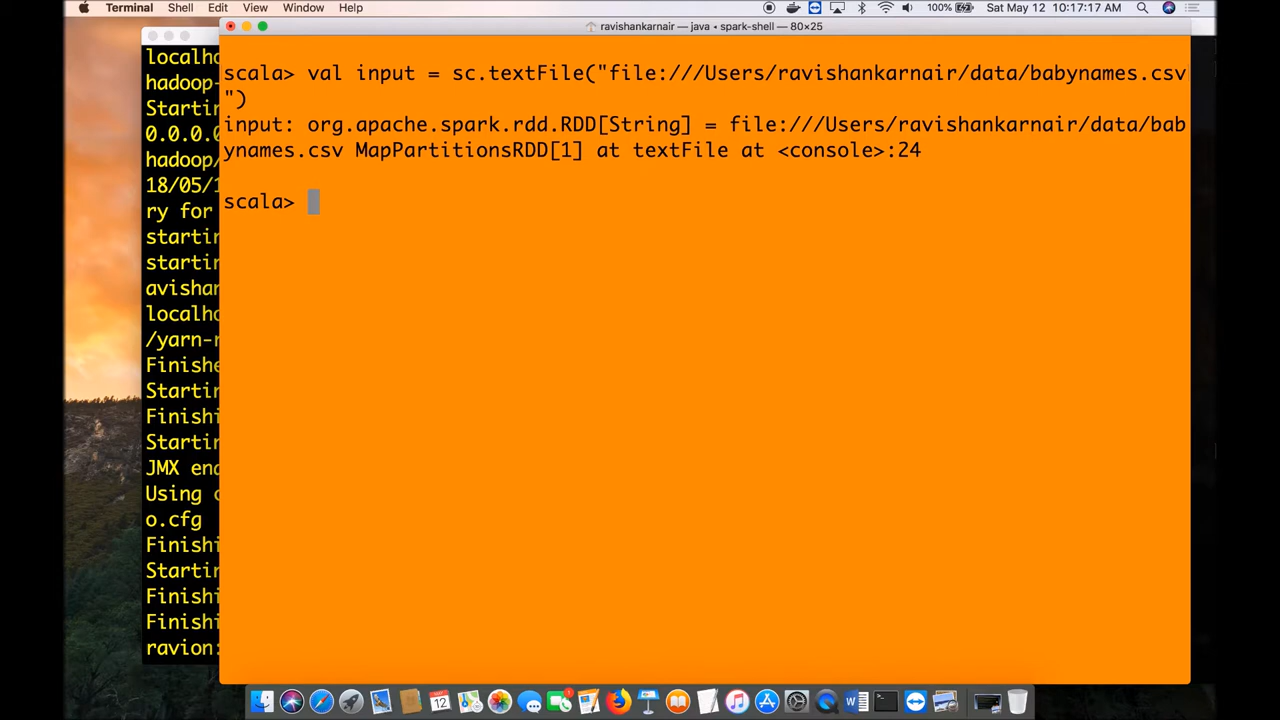 Terminal Shell Edit View Window Help 100% Sat May 12 10:17:17 AM
ravishankarnair — java • spark-shell — 80×25
scala> val input = sc.textFile("file:///Users/ravishankarnair/data/babynames.csv
")
input: org.apache.spark.rdd.RDD[String] = file:///Users/ravishankarnair/data/bab
ynames.csv MapPartitionsRDD[1] at textFile at <console>:24
scala>
localho
hadoop-
Startin
0.0.0.0
hadoop/
18/05/1
ry for
startin
startin
avishan
localho
/yarn-r
Finishe
Startin
Finishi
Startin
JMX ena
Using c
o.cfg
Finishi
Startin
Finishi
Finishi
ravion:
12